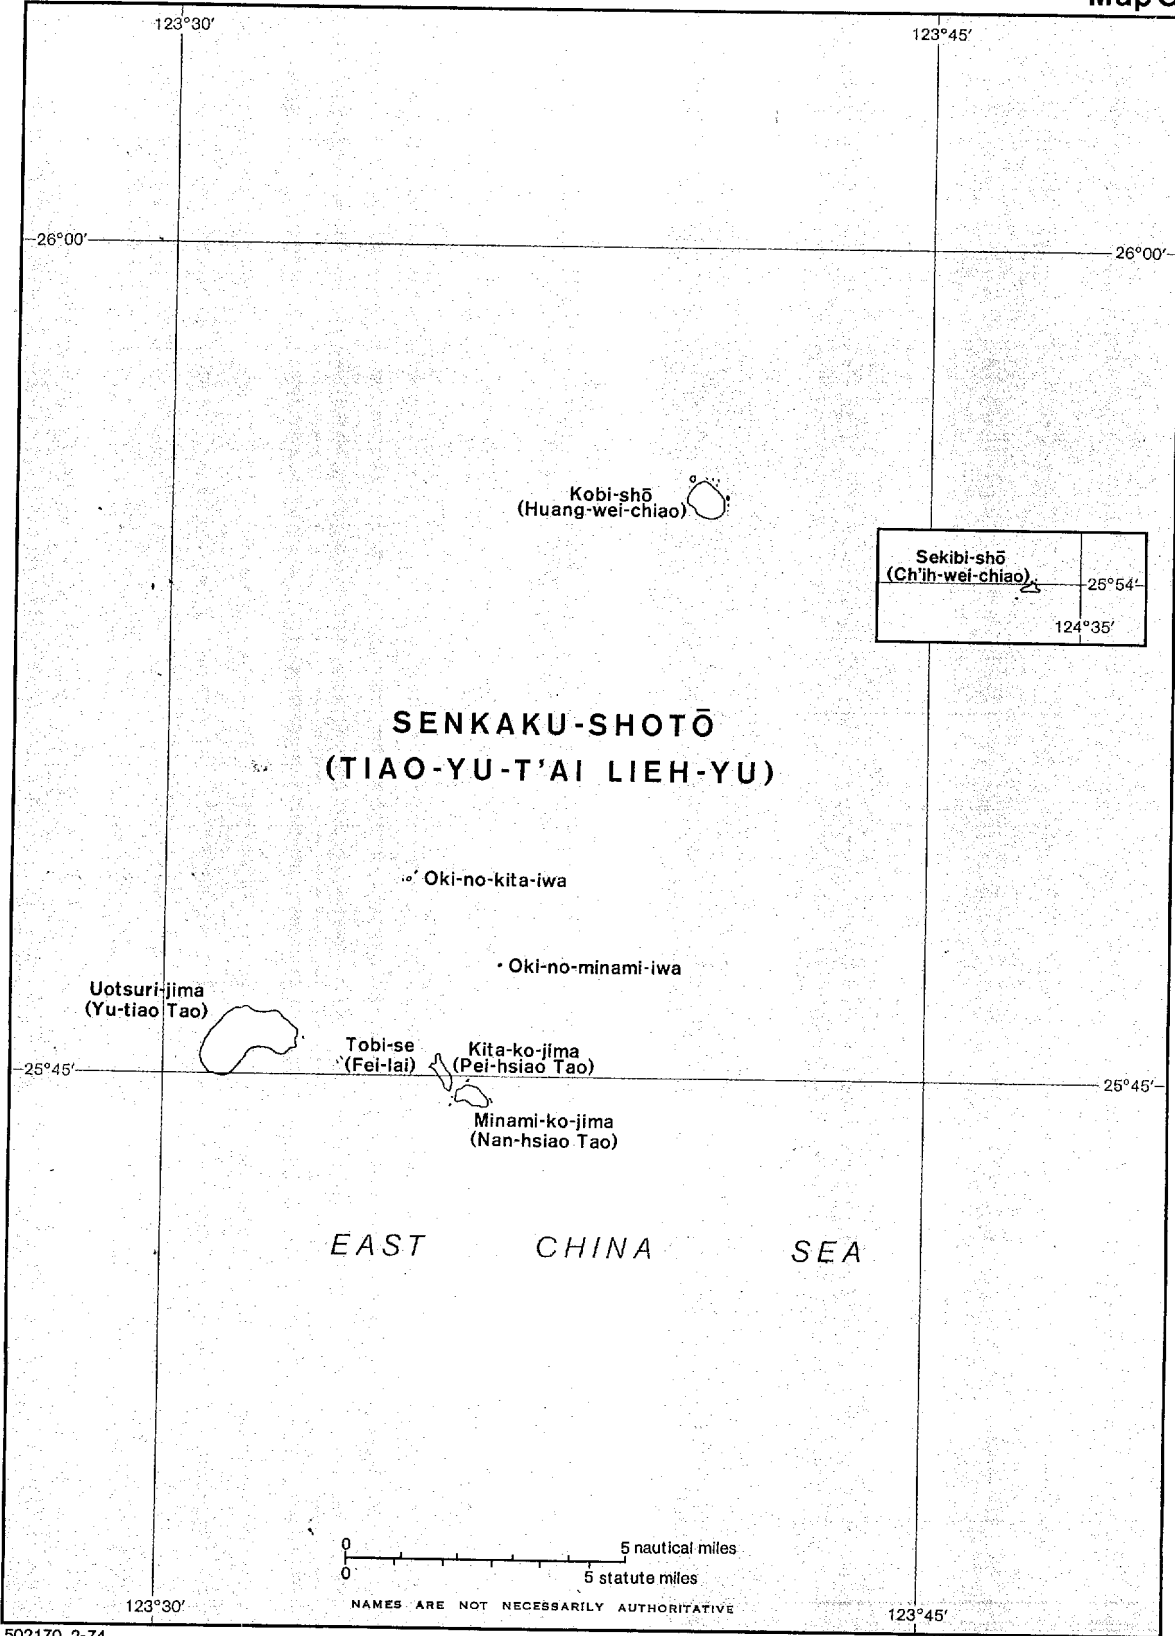 Map
123°30′
123°45′
26°00′
26°00′
Kobi-shō
(Huang-wei-chiao)
Sekibi-shō
(Ch'ih-wei-chiao)
25°54′
124°35′
SENKAKU-SHOTŌ
(TIAO-YU-T'AI LIEH-YU)
Oki-no-kita-iwa
Oki-no-minami-iwa
Uotsuri-jima
(Yu-tiao Tao)
Tobi-se
(Fei-lai)
Kita-ko-jima
(Pei-hsiao Tao)
25°45′
25°45′
Minami-ko-jima
(Nan-hsiao Tao)
EAST CHINA SEA
0 5 nautical miles
0 5 statute miles
NAMES ARE NOT NECESSARILY AUTHORITATIVE
123°30′
123°45′
502170 2-74